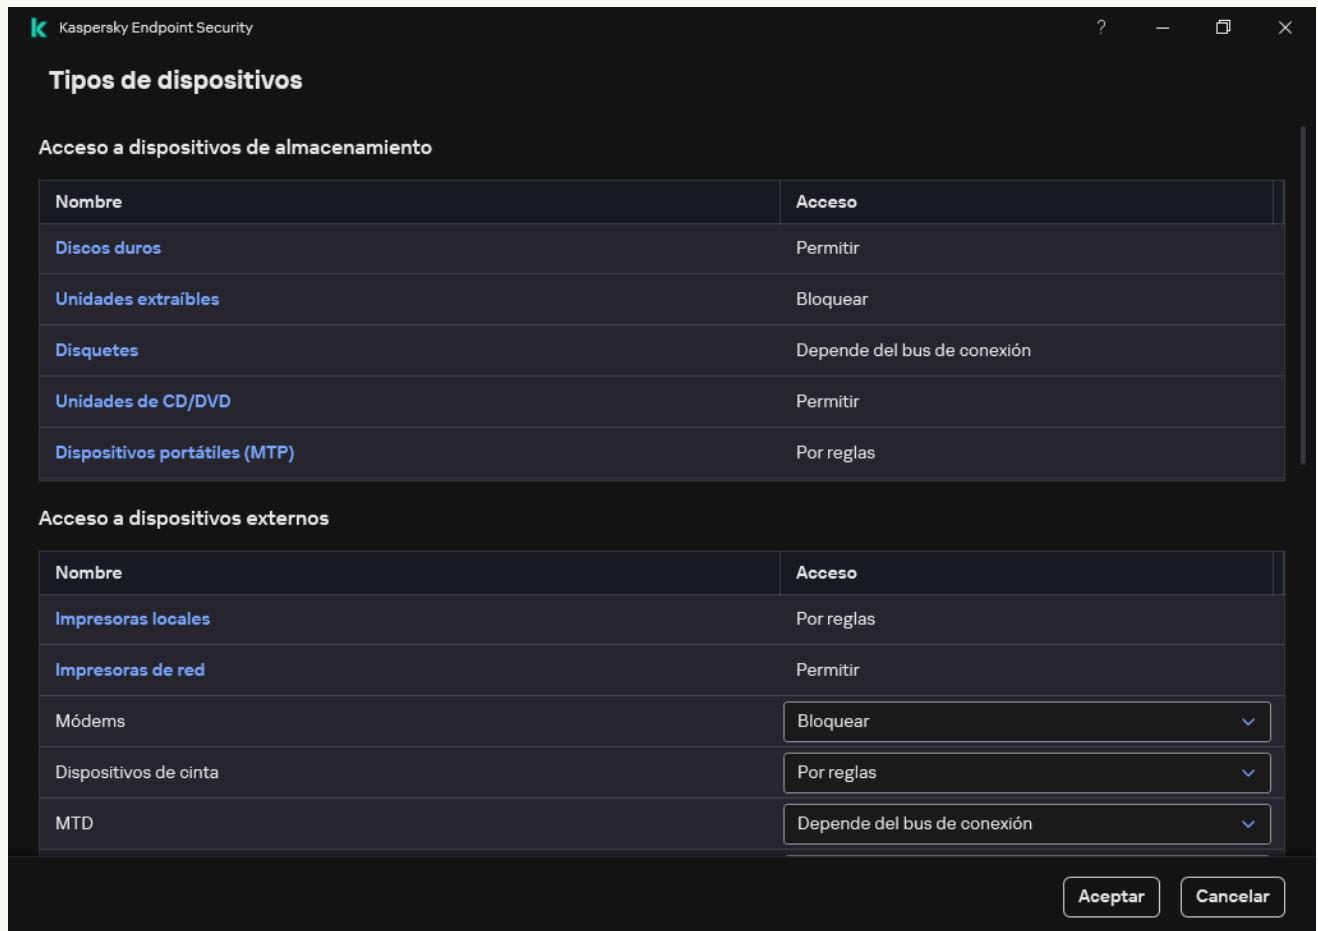 Kaspersky Endpoint Security ?
Tipos de dispositivos
Acceso a dispositivos de almacenamiento
Nombre Acceso
Discos duros Permitir
Unidades extraíbles Bloquear
Disquetes Depende del bus de conexión
Unidades de CD/DVD Permitir
Dispositivos portátiles (MTP) Por reglas
Acceso a dispositivos externos
Nombre Acceso
Impresoras locales Por reglas
Impresoras de red Permitir
Módems Bloquear
Dispositivos de cinta Por reglas
MTD Depende del bus de conexión
Aceptar Cancelar